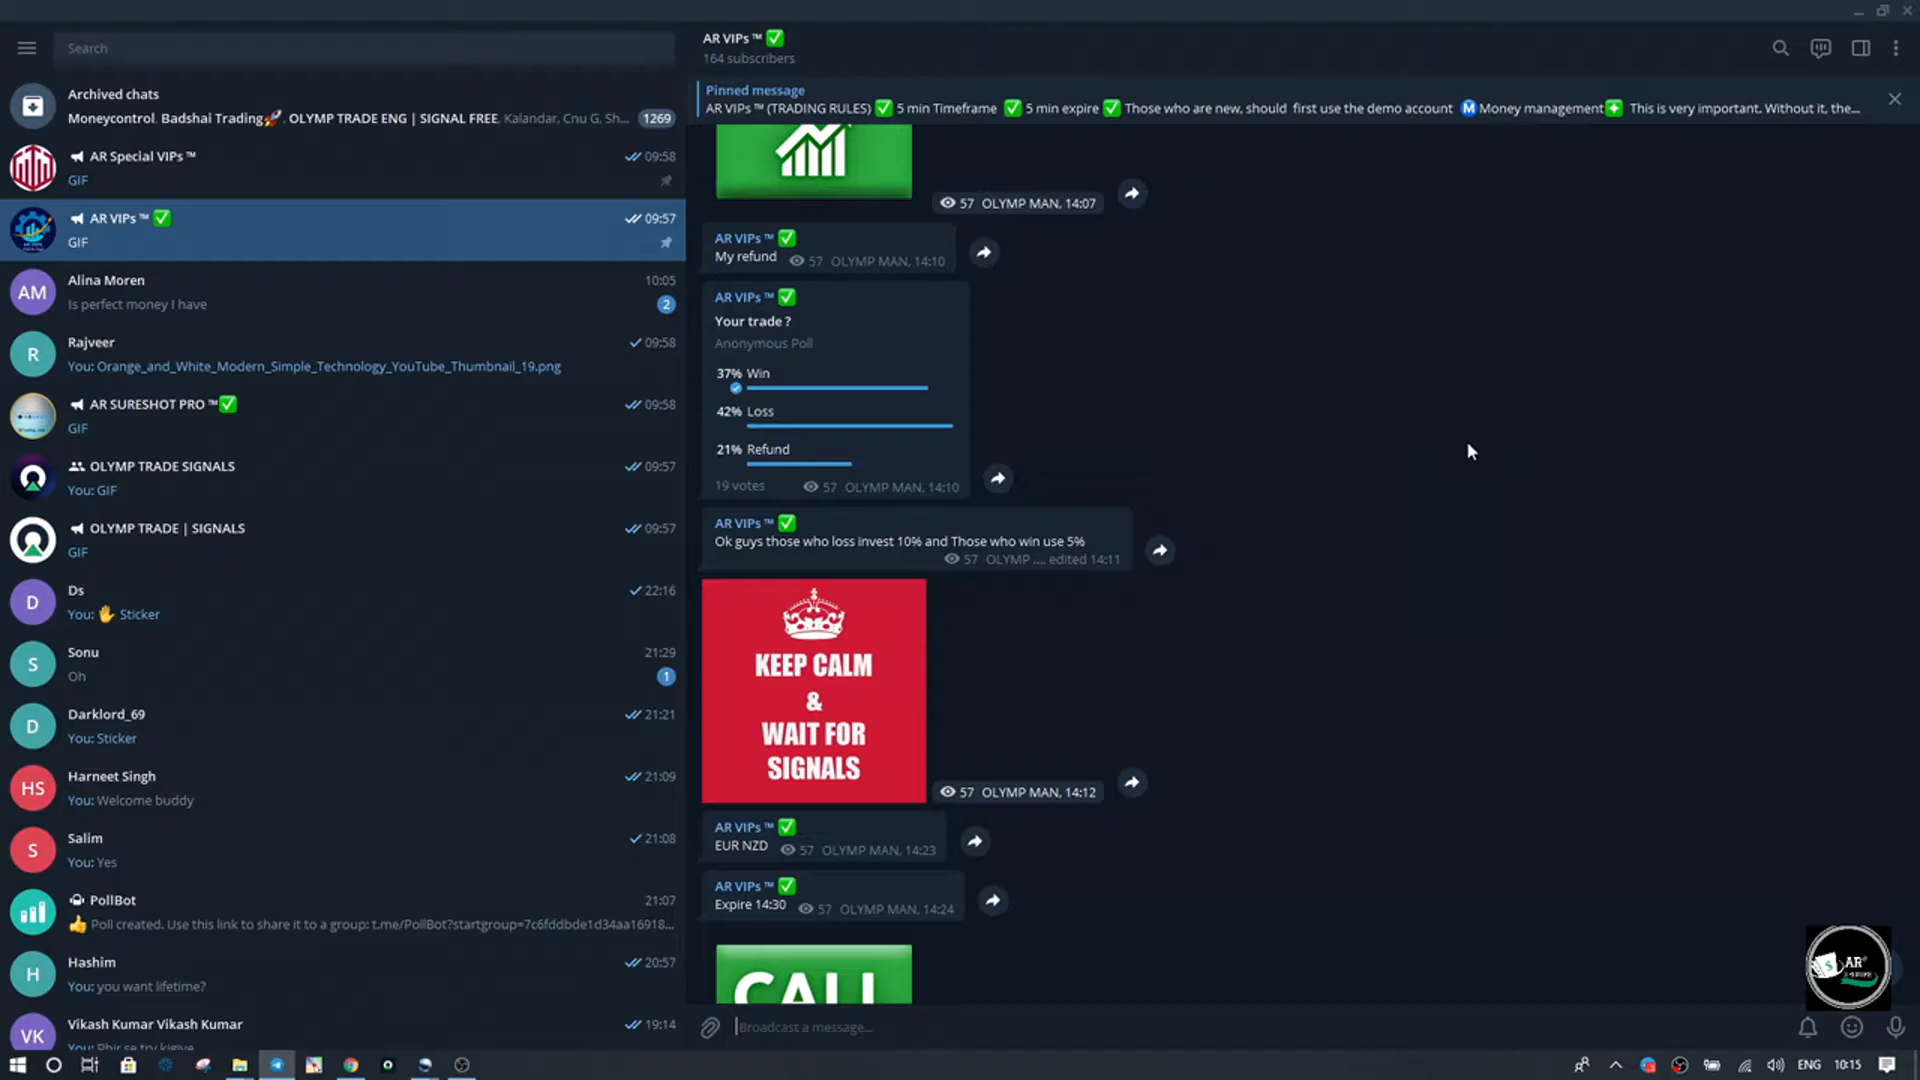 Search
Archived chats
Moneycontrol, Badshai Trading🚀, OLYMP TRADE ENG | SIGNAL FREE, Kalandar, Cnu G, Sh...
1269
AR Special VIPs ™
09:58
GIF
AR VIPs ™ ✅
09:57
GIF
AM
Alina Moren
10:05
Is perfect money I have
2
R
Rajveer
09:58
You: Orange_and_White_Modern_Simple_Technology_YouTube_Thumbnail_19.png
AR SURESHOT PRO ™✅
09:58
GIF
OLYMP TRADE SIGNALS
09:57
You: GIF
OLYMP TRADE | SIGNALS
09:57
GIF
D
Ds
22:16
You: ✋ Sticker
S
Sonu
21:29
Oh
1
D
Darklord_69
21:21
You: Sticker
HS
Harneet Singh
21:09
You: Welcome buddy
S
Salim
21:08
You: Yes
PollBot
21:07
👍 Poll created. Use this link to share it to a group: t.me/PollBot?startgroup=7c6fddbde1d34aa16918...
H
Hashim
20:57
You: you want lifetime?
VK
Vikash Kumar Vikash Kumar
19:14
You: Phir se try kigiye
AR VIPs ™ ✅
164 subscribers
Pinned message
AR VIPs ™ (TRADING RULES) ✅ 5 min Timeframe ✅ 5 min expire ✅ Those who are new, should first use the demo account Ⓜ️ Money management ❇️ This is very important. Without it, the...
57 OLYMP MAN, 14:07
AR VIPs ™ ✅
My refund 57 OLYMP MAN, 14:10
AR VIPs ™ ✅
Your trade ?
Anonymous Poll
37% Win
42% Loss
21% Refund
19 votes 57 OLYMP MAN, 14:10
AR VIPs ™ ✅
Ok guys those who loss invest 10% and Those who win use 5%
57 OLYMP .... edited 14:11
KEEP CALM
&
WAIT FOR
SIGNALS
57 OLYMP MAN, 14:12
AR VIPs ™ ✅
EUR NZD 57 OLYMP MAN, 14:23
AR VIPs ™ ✅
Expire 14:30 57 OLYMP MAN, 14:24
CALL
AR
Broadcast a message...
ENG 10:15